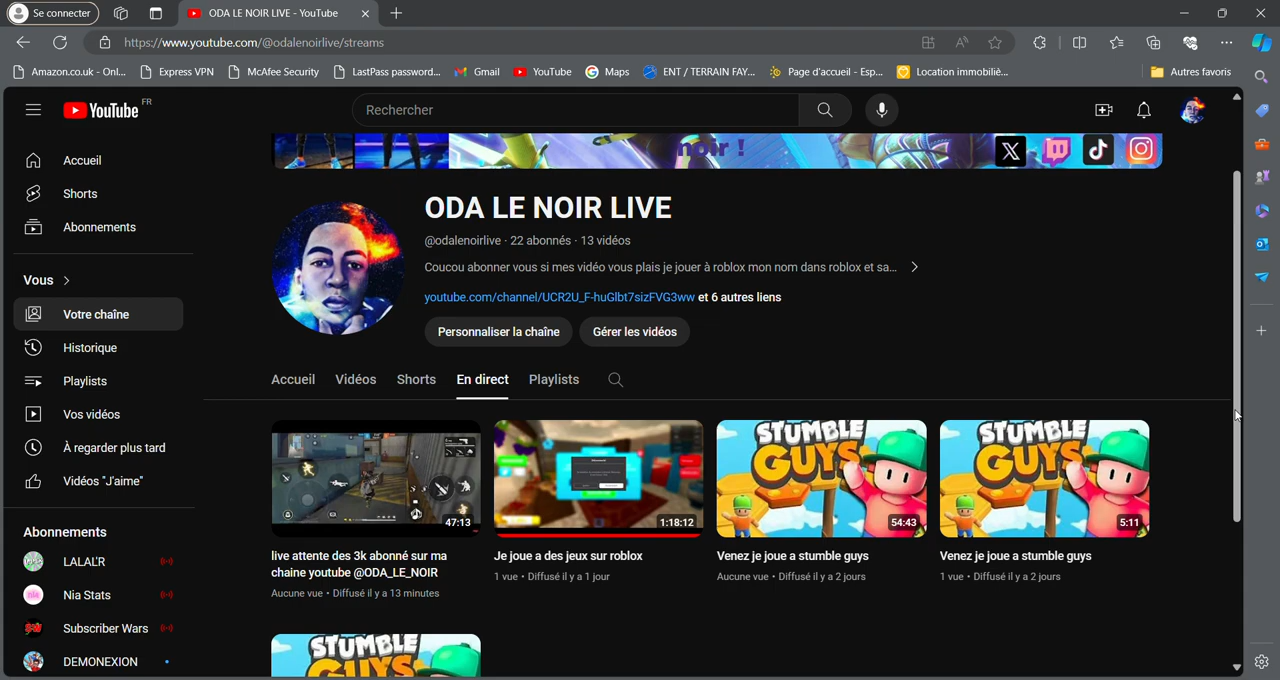 Se connecter
ODA LE NOIR LIVE - YouTube
https://www.youtube.com/@odalenoirlive/streams
Amazon.co.uk - Onl...
Express VPN
McAfee Security
LastPass password...
Gmail
YouTube
Maps
ENT / TERRAIN FAY...
Page d'accueil - Esp...
Location immobiliè...
Autres favoris
YouTube FR
Rechercher
noir !
Accueil
Shorts
Abonnements
Vous
Votre chaîne
Historique
Playlists
Vos vidéos
À regarder plus tard
Vidéos "J'aime"
Abonnements
LALAL'R
Nia Stats
Subscriber Wars
DEMONEXION
ODA LE NOIR LIVE
@odalenoirlive · 22 abonnés · 13 vidéos
Coucou abonner vous si mes vidéo vous plais je jouer à roblox mon nom dans roblox et sa...
youtube.com/channel/UCR2U_F-huGlbt7sizFVG3ww et 6 autres liens
Personnaliser la chaîne
Gérer les vidéos
Accueil
Vidéos
Shorts
En direct
Playlists
47:13
live attente des 3k abonné sur ma
chaine youtube @ODA_LE_NOIR
Aucune vue · Diffusé il y a 13 minutes
1:18:12
Je joue a des jeux sur roblox
1 vue · Diffusé il y a 1 jour
STUMBLE
GUYS
54:43
Venez je joue a stumble guys
Aucune vue · Diffusé il y a 2 jours
STUMBLE
GUYS
5:11
Venez je joue a stumble guys
1 vue · Diffusé il y a 2 jours
STUMBLE
GUYS